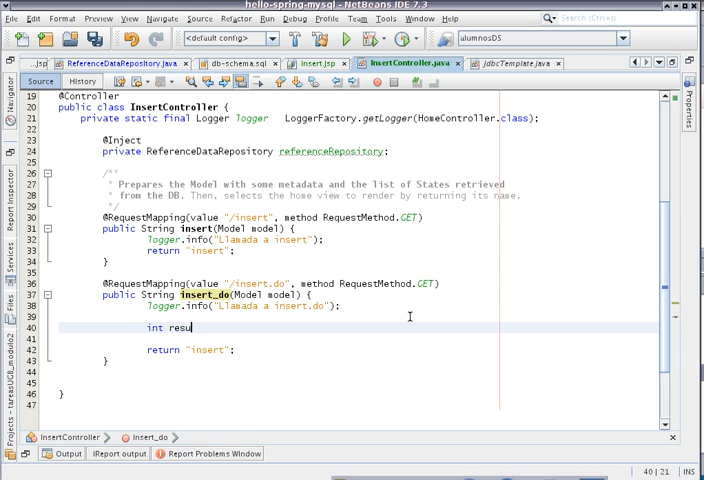 hello-spring-mysql - NetBeans IDE 7.3
File Edit View Navigate Source Refactor Run Debug Profile Team Tools Window Help
Search (Ctrl+I)
<default config>
alumnosDS
...jsp ReferenceDataRepository.java db-schema.sql Insert.jsp InsertController.java JdbcTemplate.java
Source History
19 @Controller
20 public class InsertController {
21 private static final Logger logger LoggerFactory.getLogger(HomeController.class);
22
23 @Inject
24 private ReferenceDataRepository referenceRepository;
25
26 /**
27 * Prepares the Model with some metadata and the list of States retrieved
28 * from the DB. Then, selects the home view to render by returning its name.
29 */
30 @RequestMapping(value "/insert", method RequestMethod.GET)
31 public String insert(Model model) {
32 logger.info("Llamada a insert");
33 return "insert";
34 }
35
36 @RequestMapping(value "/insert.do", method RequestMethod.GET)
37 public String insert_do(Model model) {
38 logger.info("Llamada a insert.do");
39
40 int resu
41
42 return "insert";
43 }
44
45
46 }
47
Navigator
Report Inspector
Services
Files
Projects - tareasUGB_modulo2
Properties
InsertController Insert_do
Output iReport output Report Problems Window
40|21 INS